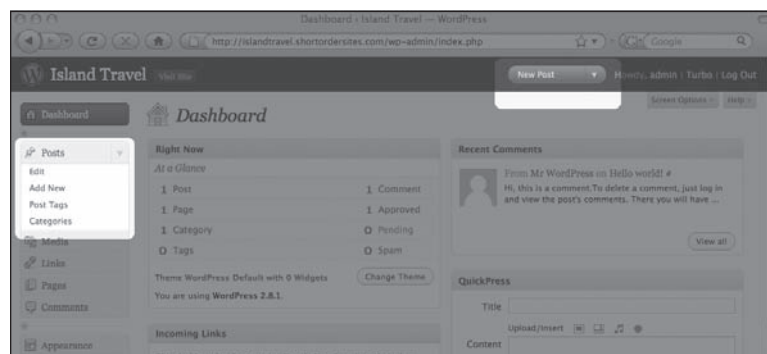 Dashboard ‹ Island Travel — WordPress
http://islandtravel.shortordersites.com/wp-admin/index.php
Google
Island Travel
Visit Site
New Post
Howdy, admin | Turbo | Log Out
Screen Options
Help
Dashboard
Dashboard
Posts
Edit
Add New
Post Tags
Categories
Media
Links
Pages
Comments
Appearance
Right Now
At a Glance
1 Post
1 Comment
1 Page
1 Approved
1 Category
0 Pending
0 Tags
0 Spam
Theme WordPress Default with 0 Widgets
Change Theme
You are using WordPress 2.8.1.
Incoming Links
Recent Comments
From Mr WordPress on Hello world! #
Hi, this is a comment.To delete a comment, just log in
and view the post's comments. There you will have ...
View all
QuickPress
Title
Upload/Insert
Content